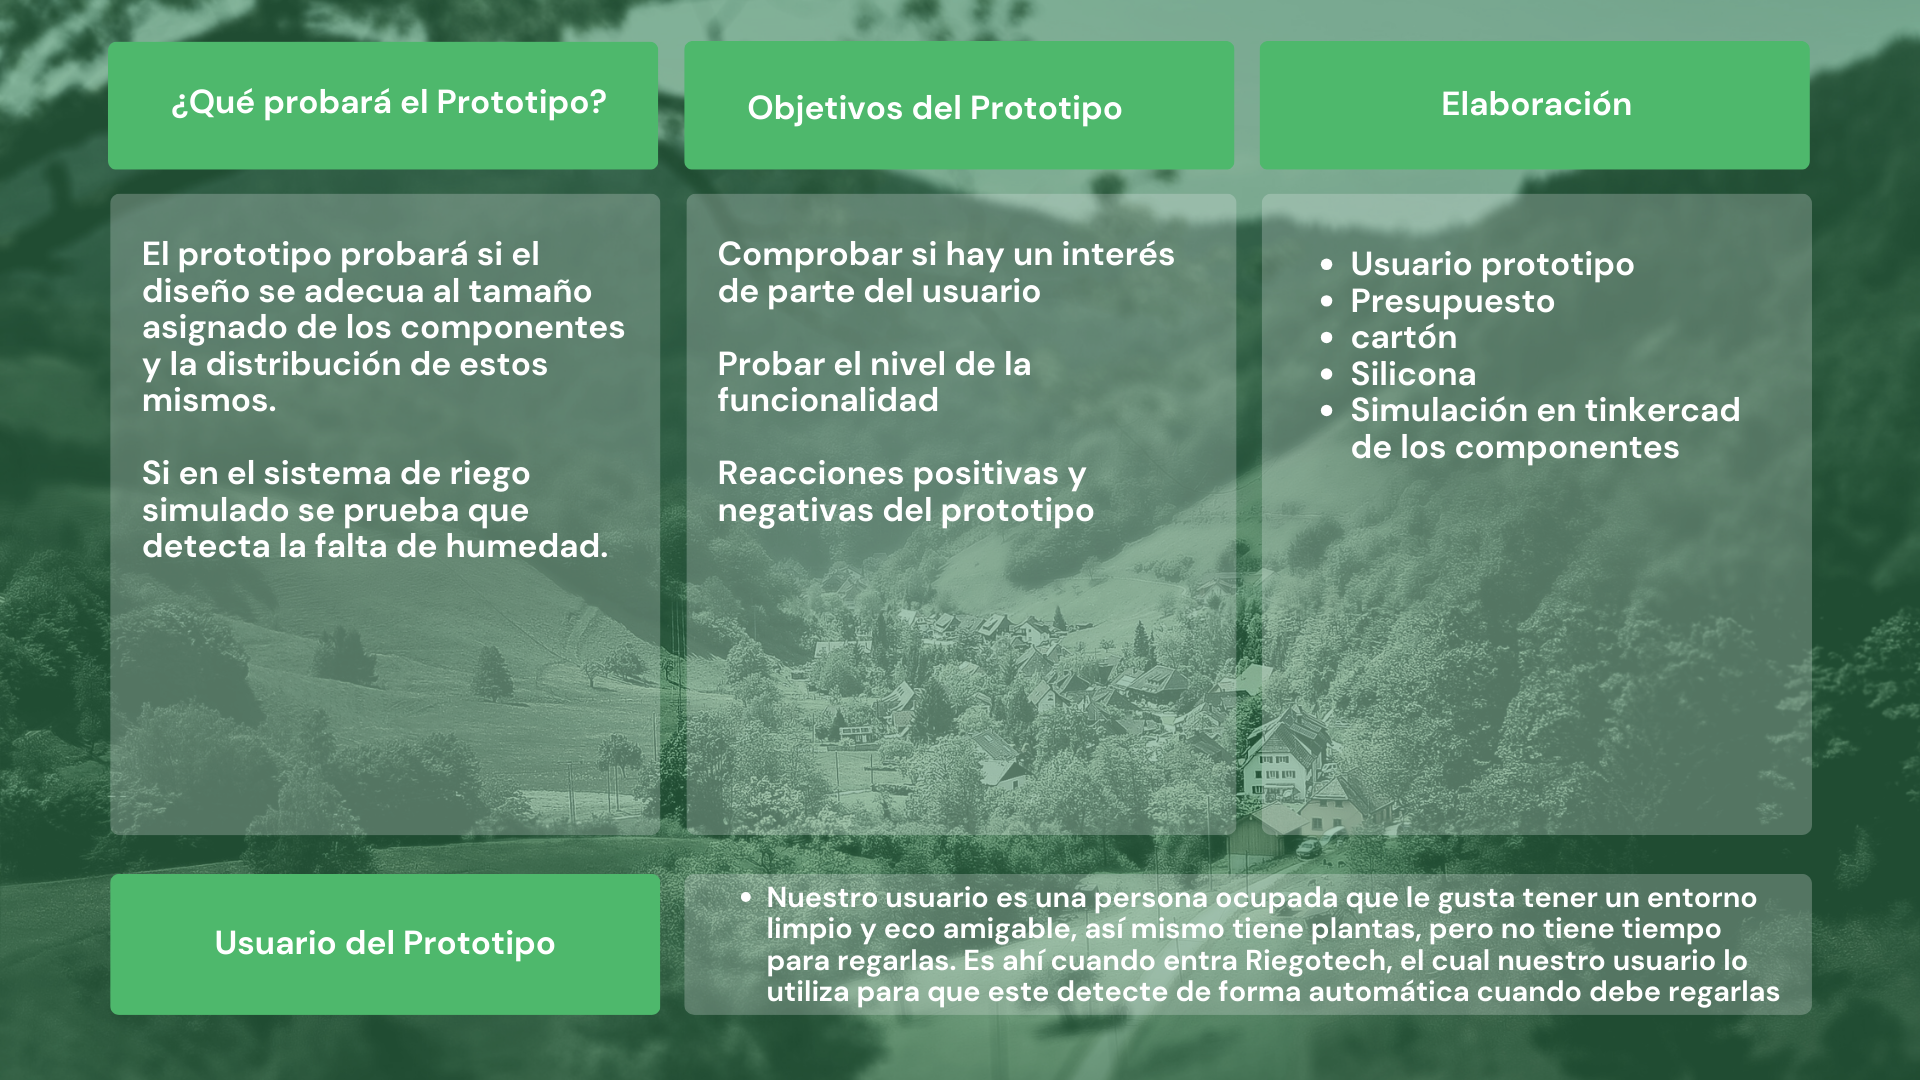 ¿Qué probará el Prototipo?
Objetivos del Prototipo
Elaboración
El prototipo probará si el
diseño se adecua al tamaño
asignado de los componentes
y la distribución de estos
mismos.
Si en el sistema de riego
simulado se prueba que
detecta la falta de humedad.
Comprobar si hay un interés
de parte del usuario
Probar el nivel de la
funcionalidad
Reacciones positivas y
negativas del prototipo
• Usuario prototipo
• Presupuesto
• cartón
• Silicona
• Simulación en tinkercad
de los componentes
Usuario del Prototipo
• Nuestro usuario es una persona ocupada que le gusta tener un entorno
limpio y eco amigable, así mismo tiene plantas, pero no tiene tiempo
para regarlas. Es ahí cuando entra Riegotech, el cual nuestro usuario lo
utiliza para que este detecte de forma automática cuando debe regarlas